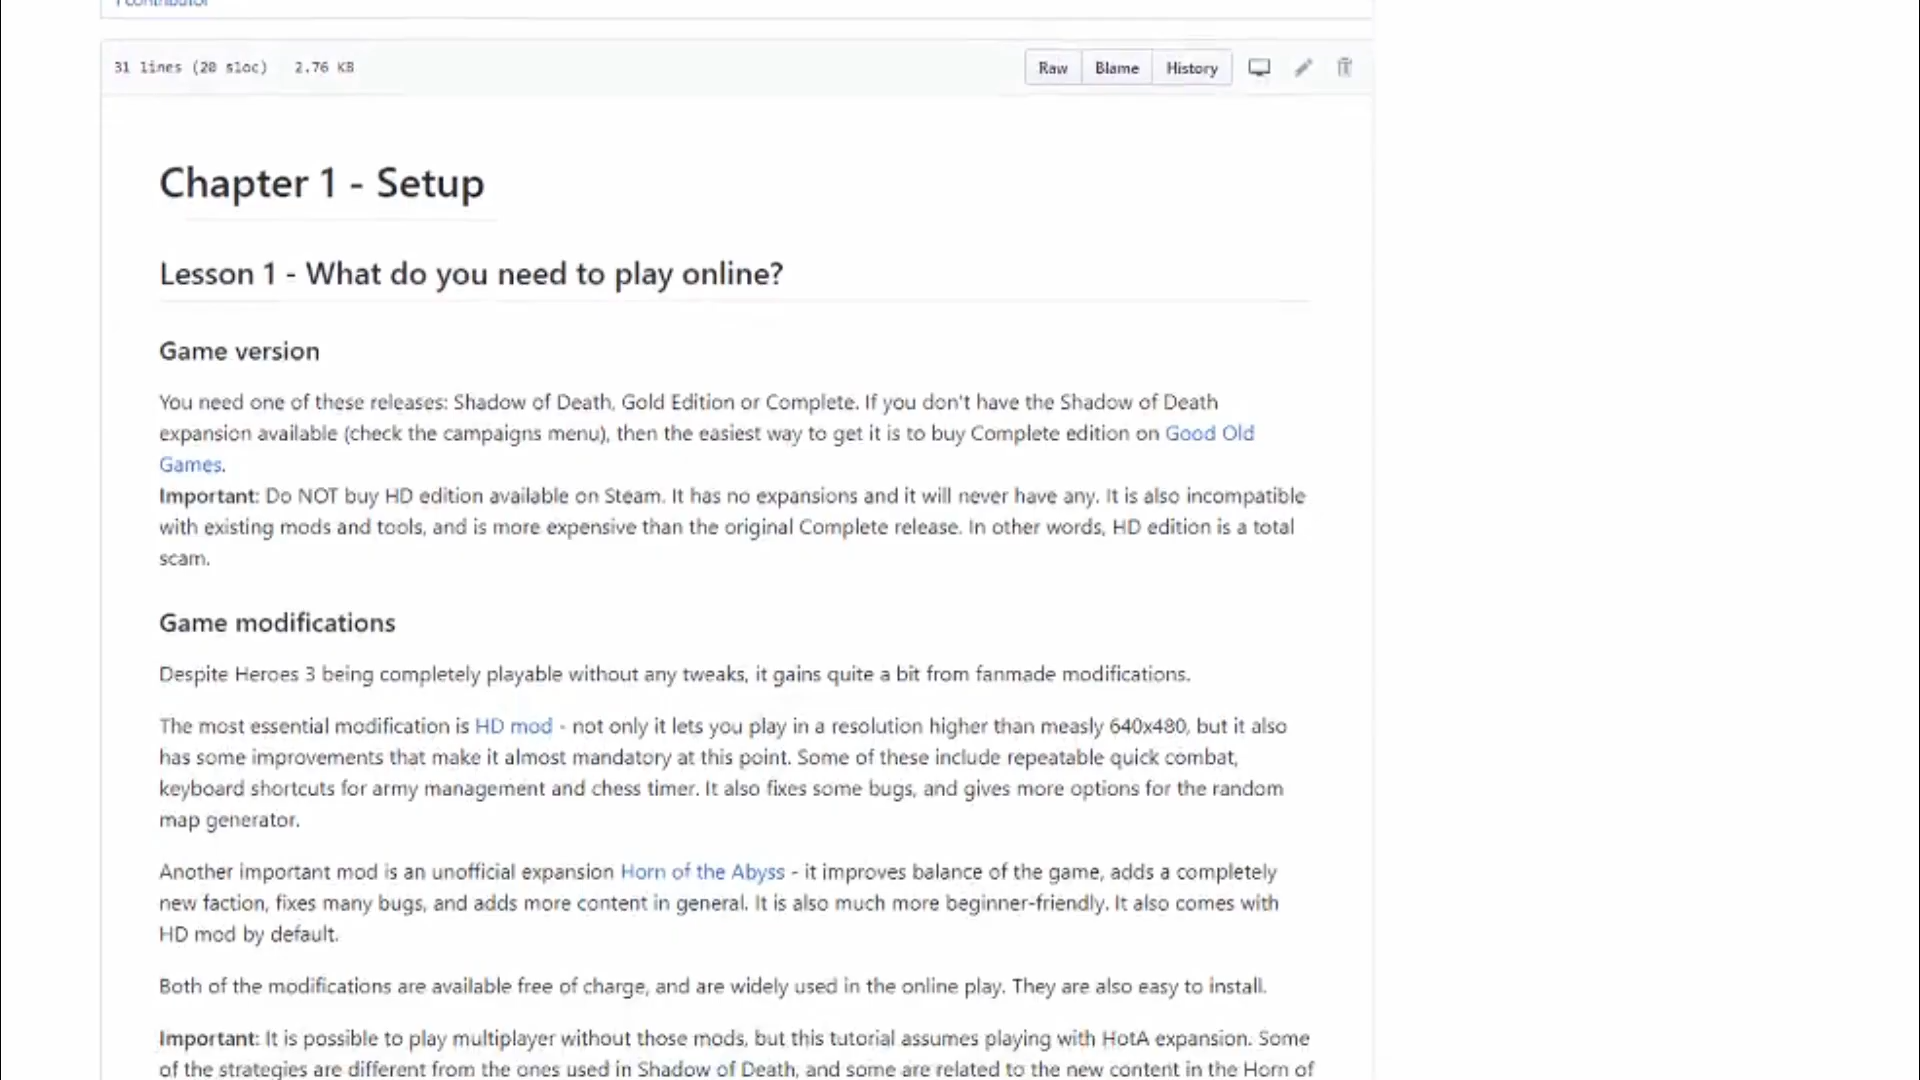 1 contributor
31 lines (20 sloc) 2.76 KB
Raw Blame History
Chapter 1 - Setup
Lesson 1 - What do you need to play online?
Game version
You need one of these releases: Shadow of Death, Gold Edition or Complete. If you don't have the Shadow of Death
expansion available (check the campaigns menu), then the easiest way to get it is to buy Complete edition on Good Old
Games.
Important: Do NOT buy HD edition available on Steam. It has no expansions and it will never have any. It is also incompatible
with existing mods and tools, and is more expensive than the original Complete release. In other words, HD edition is a total
scam.
Game modifications
Despite Heroes 3 being completely playable without any tweaks, it gains quite a bit from fanmade modifications.
The most essential modification is HD mod - not only it lets you play in a resolution higher than measly 640x480, but it also
has some improvements that make it almost mandatory at this point. Some of these include repeatable quick combat,
keyboard shortcuts for army management and chess timer. It also fixes some bugs, and gives more options for the random
map generator.
Another important mod is an unofficial expansion Horn of the Abyss - it improves balance of the game, adds a completely
new faction, fixes many bugs, and adds more content in general. It is also much more beginner-friendly. It also comes with
HD mod by default.
Both of the modifications are available free of charge, and are widely used in the online play. They are also easy to install.
Important: It is possible to play multiplayer without those mods, but this tutorial assumes playing with HotA expansion. Some
of the strategies are different from the ones used in Shadow of Death, and some are related to the new content in the Horn of